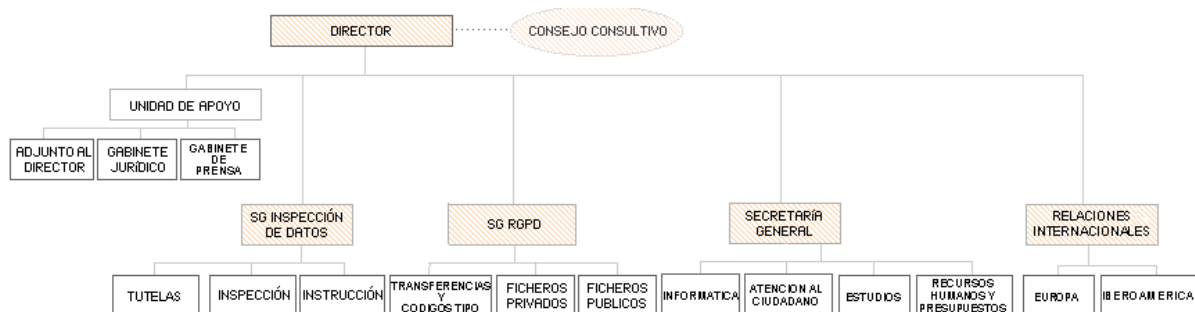 DIRECTOR
CONSEJO CONSULTIVO
UNIDAD DE APOYO
ADJUNTO AL
DIRECTOR
GABINETE
JURÍDICO
GABINETE
DE
PRENSA
SG INSPECCIÓN
DE DATOS
SG RGPD
SECRETARÍA
GENERAL
RELACIONES
INTERNACIONALES
TUTELAS
INSPECCIÓN
INSTRUCCIÓN
TRANSFERENCIAS
Y
CODIGOS TIPO
FICHEROS
PRIVADOS
FICHEROS
PUBLICOS
INFORMATICA
ATENCION AL
CIUDADANO
ESTUDIOS
RECURSOS
HUMANOS Y
PRESUPUESTOS
EUROPA
IBEROAMERICA